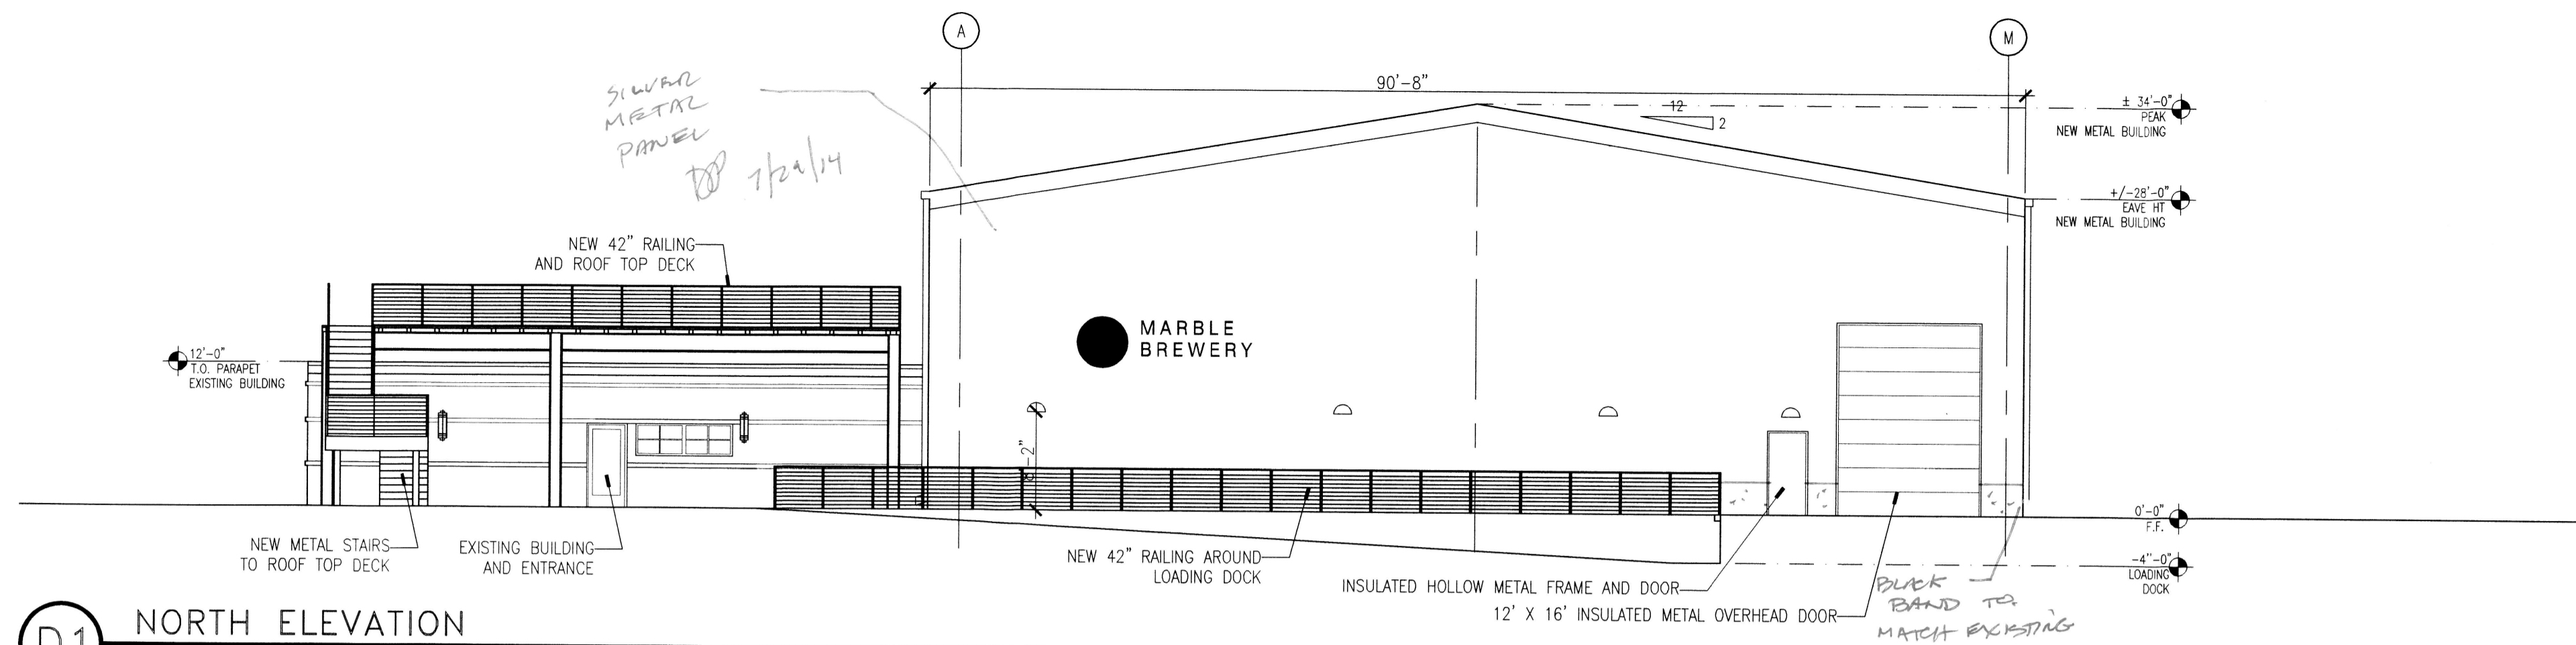 A
M
90'-8"
SILVER
METAL
PANEL
7/29/14
12
2
± 34'-0"
PEAK
NEW METAL BUILDING
+/-28'-0"
EAVE HT
NEW METAL BUILDING
NEW 42" RAILING
AND ROOF TOP DECK
MARBLE
BREWERY
12'-0"
T.O. PARAPET
EXISTING BUILDING
8'-2"
0'-0"
F.F.
NEW METAL STAIRS
TO ROOF TOP DECK
EXISTING BUILDING
AND ENTRANCE
NEW 42" RAILING AROUND
LOADING DOCK
INSULATED HOLLOW METAL FRAME AND DOOR
12' X 16' INSULATED METAL OVERHEAD DOOR
-4"-0"
LOADING
DOCK
BLACK
BAND TO
MATCH EXISTING
D1
NORTH ELEVATION